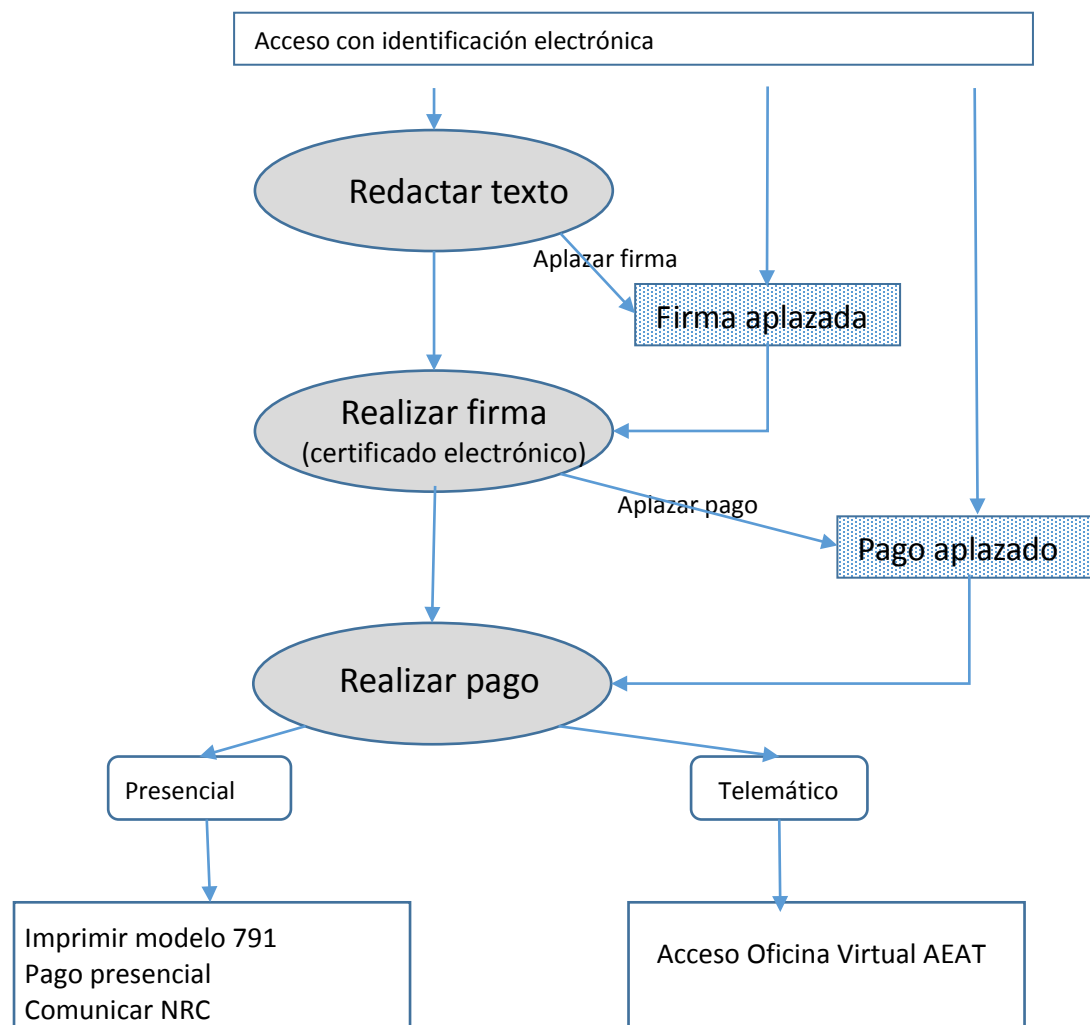 Acceso con identificación electrónica
Redactar texto
Aplazar firma
Firma aplazada
Realizar firma
(certificado electrónico)
Aplazar pago
Pago aplazado
Realizar pago
Presencial
Telemático
Imprimir modelo 791
Pago presencial
Comunicar NRC
Acceso Oficina Virtual AEAT